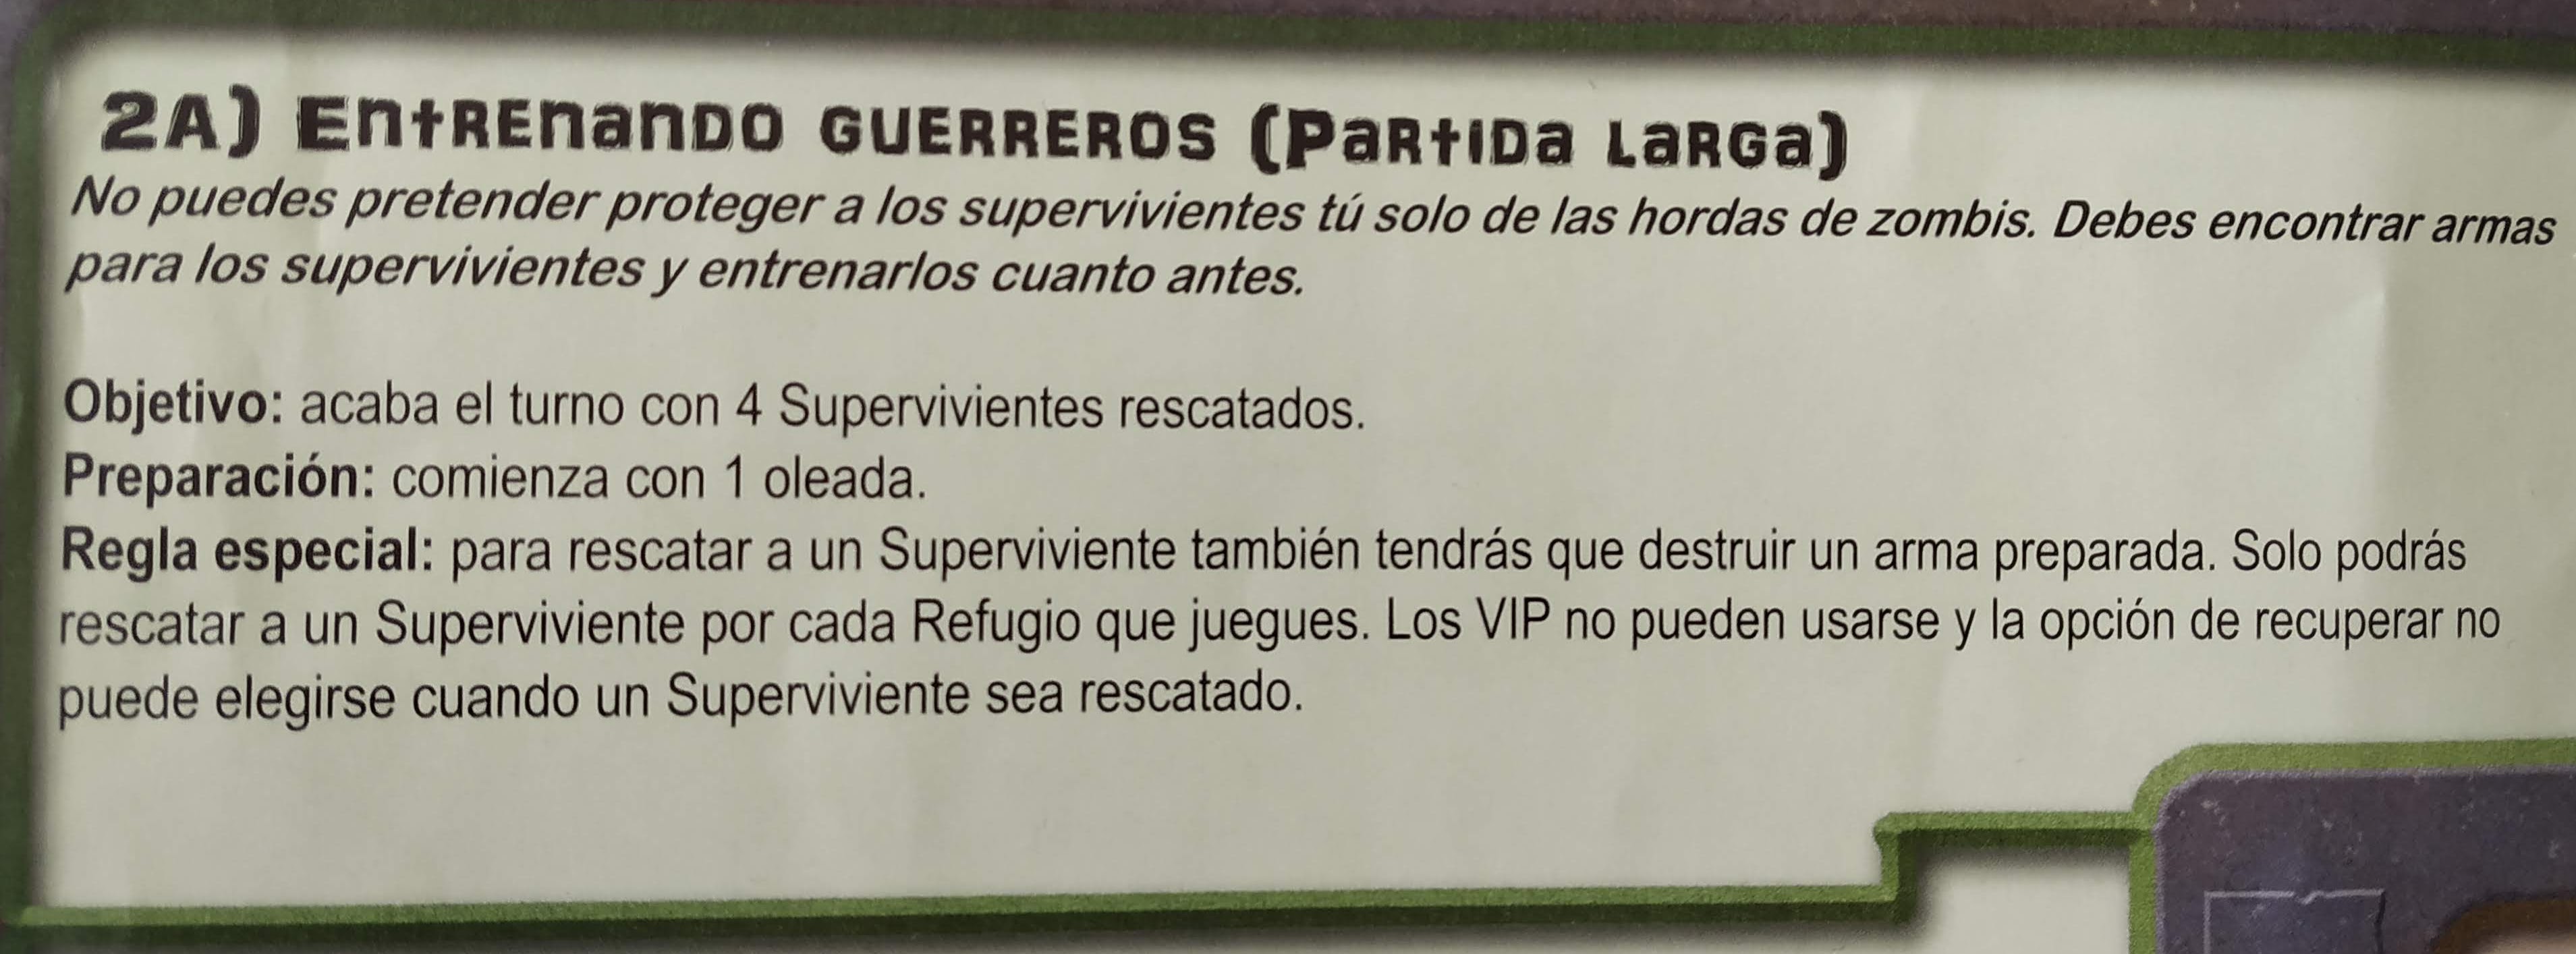 2A) Entrenando guerreros (Partida larga)
No puedes pretender proteger a los supervivientes tú solo de las hordas de zombis. Debes encontrar armas
para los supervivientes y entrenarlos cuanto antes.
Objetivo: acaba el turno con 4 Supervivientes rescatados.
Preparación: comienza con 1 oleada.
Regla especial: para rescatar a un Superviviente también tendrás que destruir un arma preparada. Solo podrás
rescatar a un Superviviente por cada Refugio que juegues. Los VIP no pueden usarse y la opción de recuperar no
puede elegirse cuando un Superviviente sea rescatado.